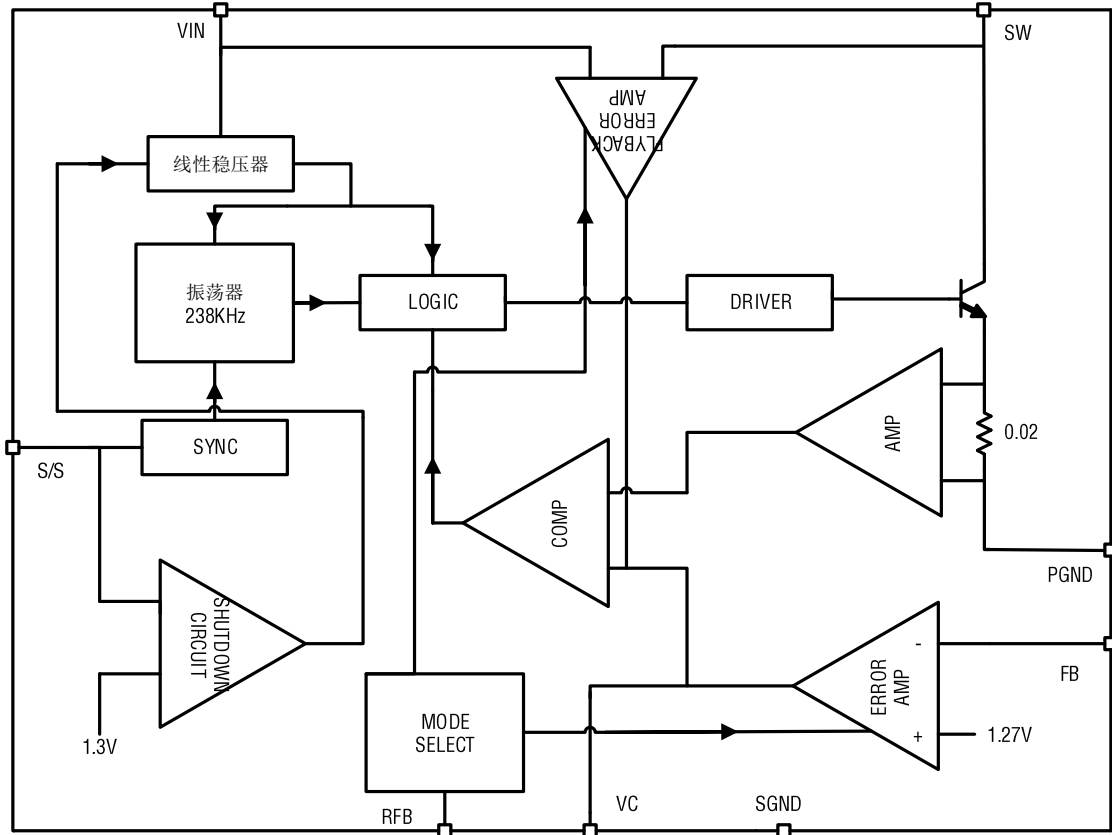 VIN
SW
FLYBACK
ERROR
AMP
线性稳压器
振荡器
238KHz
LOGIC
DRIVER
SYNC
S/S
AMP
0.02
COMP
PGND
SHUTDOWN
CIRCUIT
1.3V
MODE
SELECT
ERROR
AMP
-
+
FB
1.27V
RFB
VC
SGND